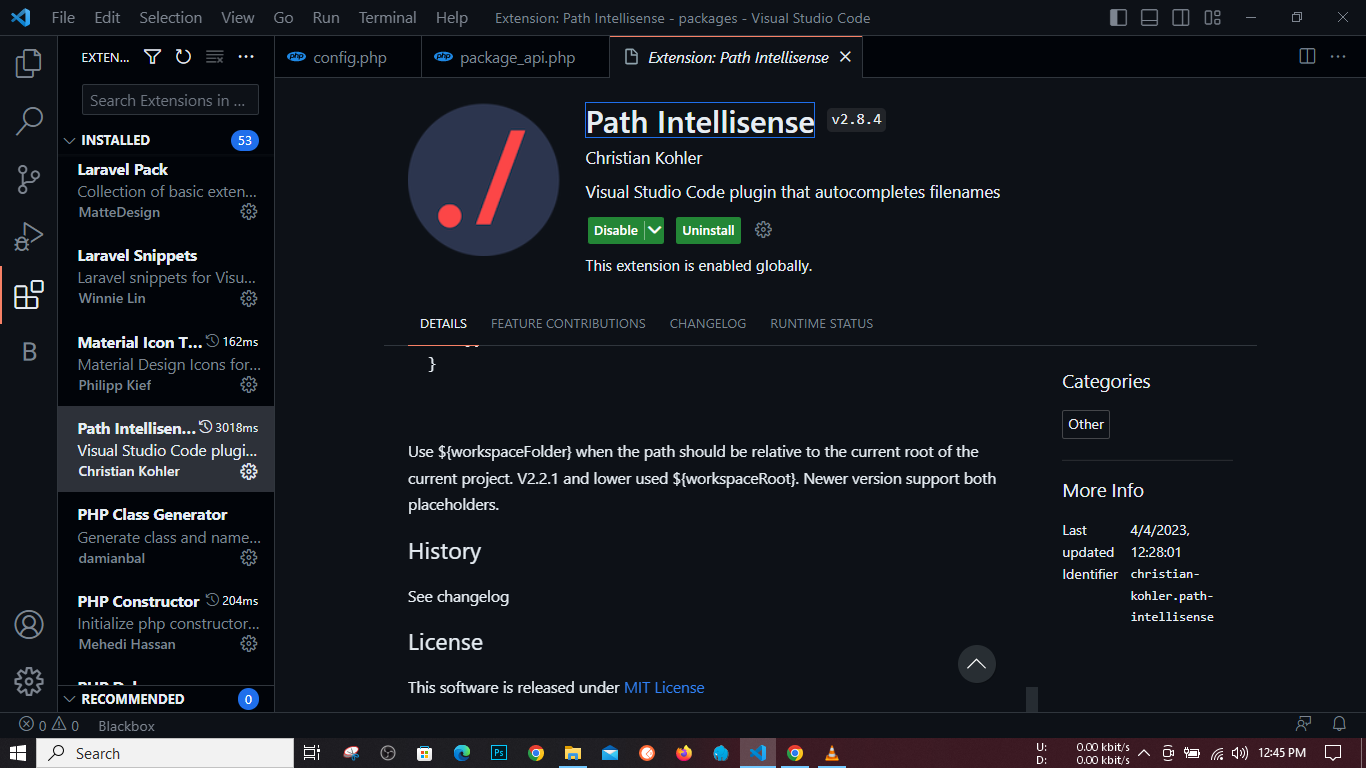 File Edit Selection View Go Run Terminal Help Extension: Path Intellisense - packages - Visual Studio Code
EXTEN...
php config.php
php package_api.php
Extension: Path Intellisense
Search Extensions in ...
INSTALLED 53
Laravel Pack
Collection of basic exten...
MatteDesign
Laravel Snippets
Laravel snippets for Visu...
Winnie Lin
Material Icon T... 162ms
Material Design Icons for...
Philipp Kief
Path Intellisen... 3018ms
Visual Studio Code plugi...
Christian Kohler
PHP Class Generator
Generate class and name...
damianbal
PHP Constructor 204ms
Initialize php constructor...
Mehedi Hassan
RECOMMENDED 0
B
./
Path Intellisense v2.8.4
Christian Kohler
Visual Studio Code plugin that autocompletes filenames
Disable Uninstall
This extension is enabled globally.
DETAILS FEATURE CONTRIBUTIONS CHANGELOG RUNTIME STATUS
}
Use ${workspaceFolder} when the path should be relative to the current root of the
current project. V2.2.1 and lower used ${workspaceRoot}. Newer version support both
placeholders.
History
See changelog
License
This software is released under MIT License
Categories
Other
More Info
Last updated 4/4/2023, 12:28:01
Identifier christian-
kohler.path-
intellisense
0 0 Blackbox
Search
Ps
U: 0.00 kbit/s
D: 0.00 kbit/s
12:45 PM